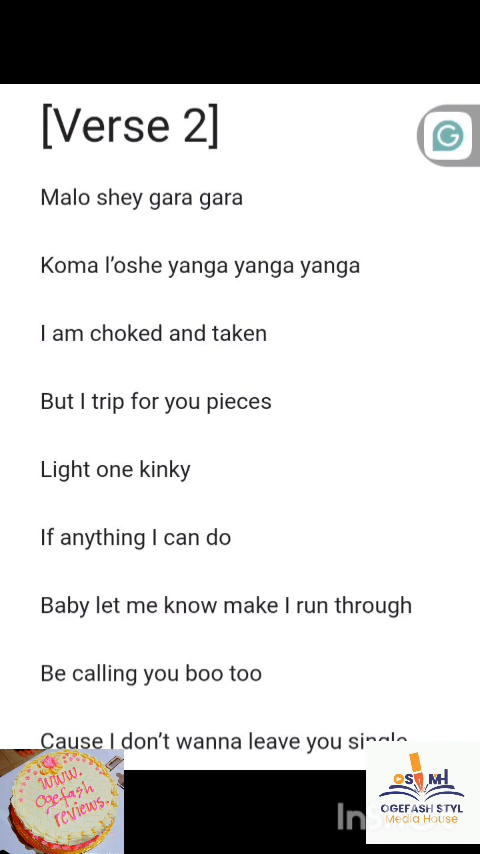 [Verse 2]
Malo shey gara gara
Koma l’oshe yanga yanga yanga
I am choked and taken
But I trip for you pieces
Light one kinky
If anything I can do
Baby let me know make I run through
Be calling you boo too
Cause I don’t wanna leave you single
www.
ogefash
reviews.
OSMH
OGEFASH STYL
Media House